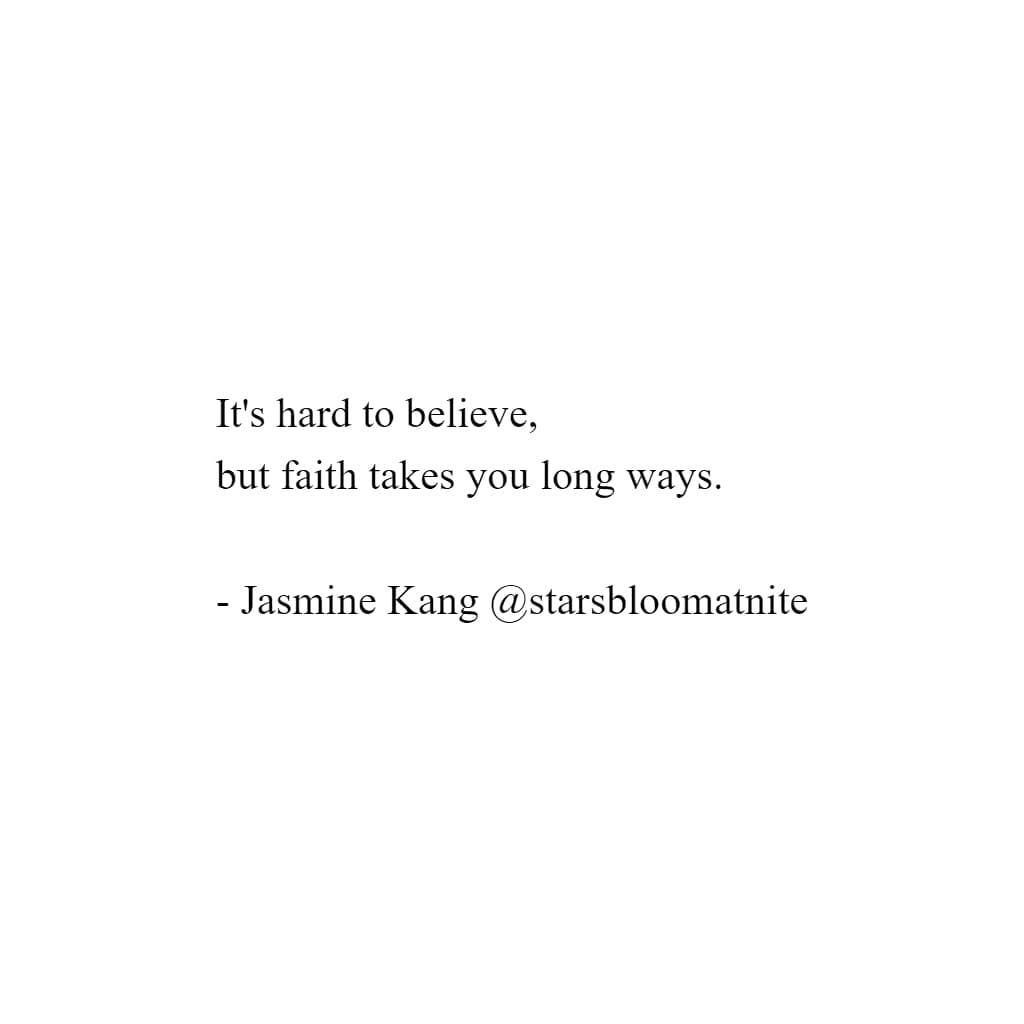 It's hard to believe,
but faith takes you long ways.
- Jasmine Kang @starsbloomatnite